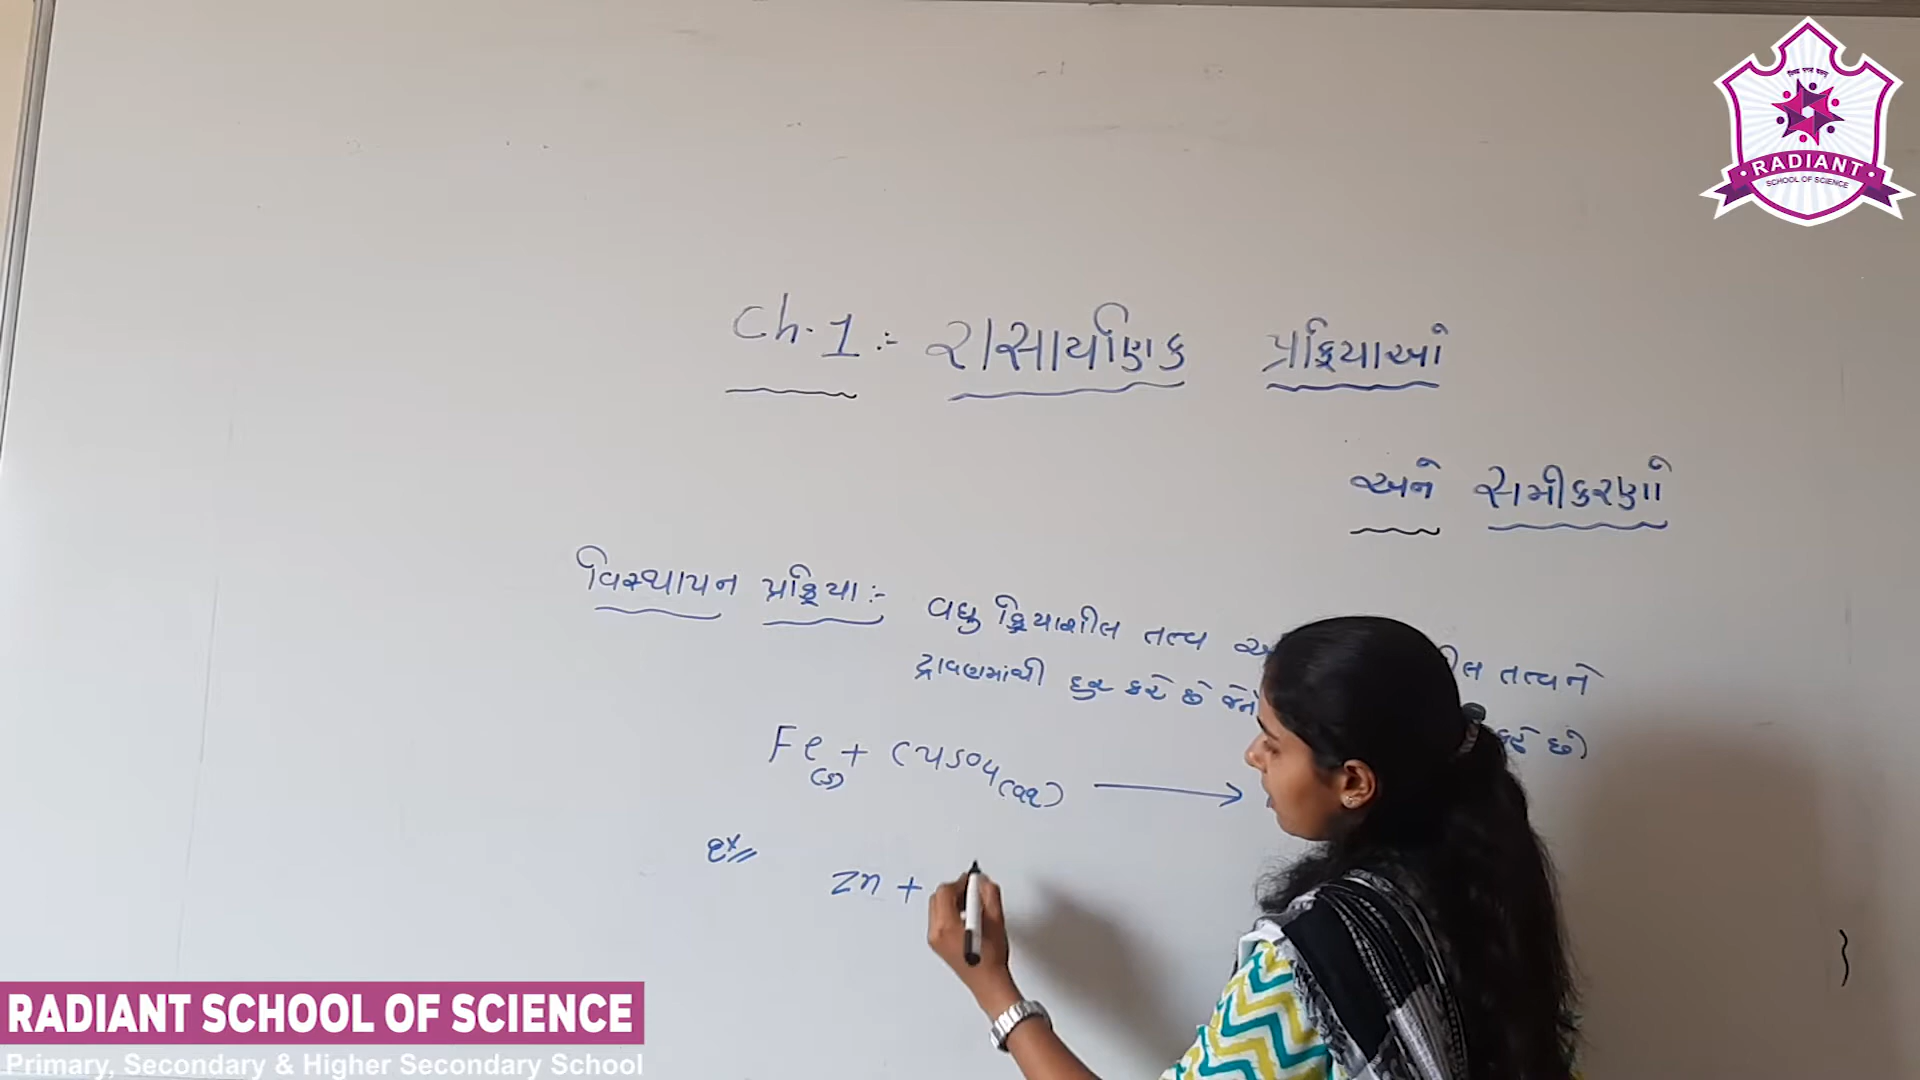 RADIANT
SCHOOL OF SCIENCE
Ch.1 :- રાસાયણિક પ્રક્રિયાઓ
અને સમીકરણો
વિસ્થાપન પ્રક્રિયા :- વધુ ક્રિયાશીલ તત્વ તત્વને
દ્રાવણમાંથી દુર કરે છે જેને કહે છે
Fe(s) + CuSO4(aq) →
ex
Zn +
RADIANT SCHOOL OF SCIENCE
Primary, Secondary & Higher Secondary School